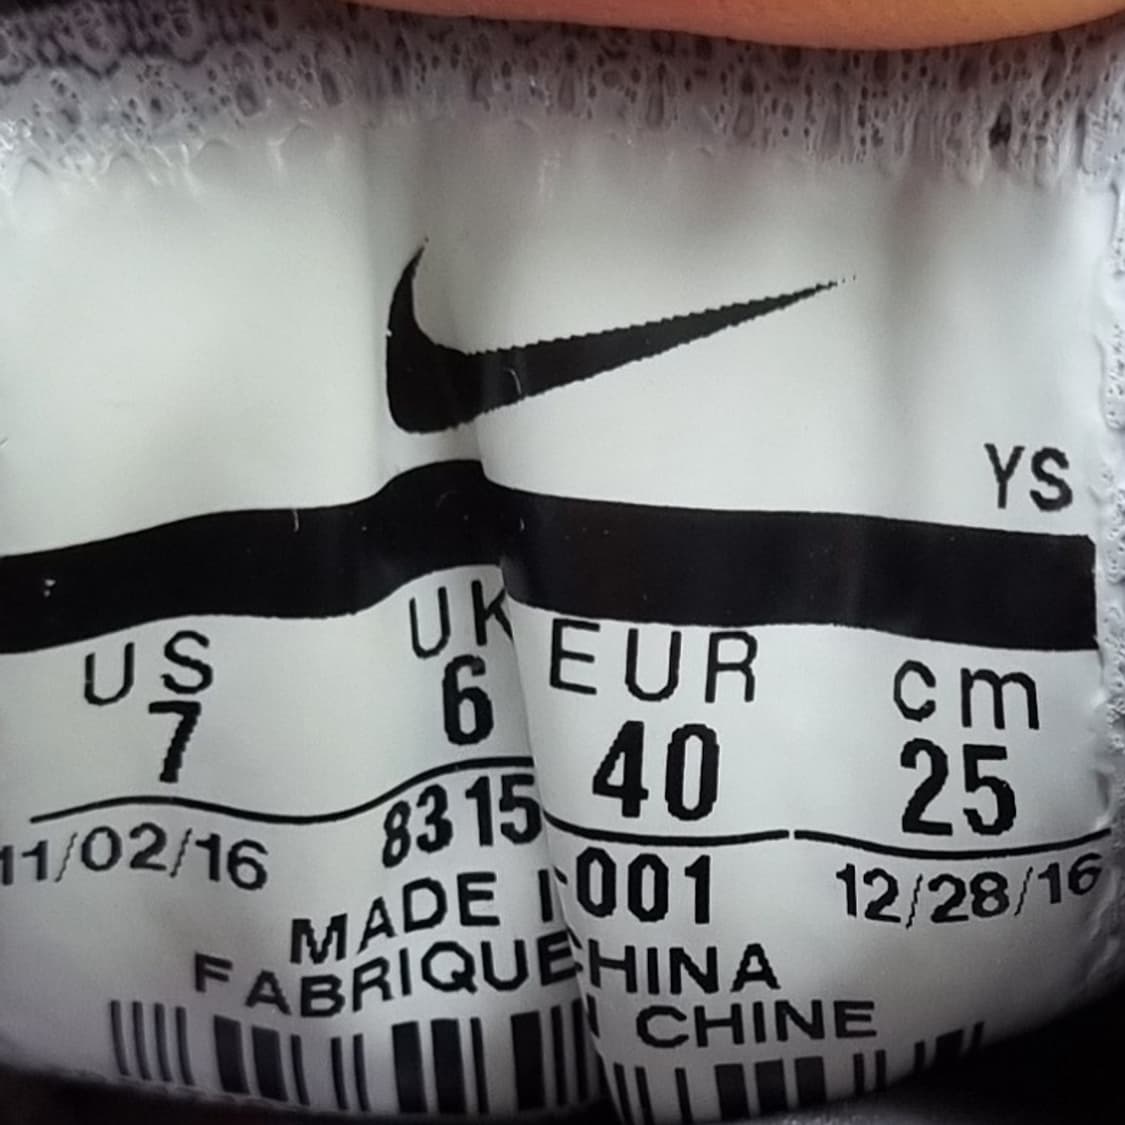 YS
US UK EUR cm
7 6 40 25
11/02/16 8315 001 12/28/16
MADE CHINA
FABRIQUE CHINE